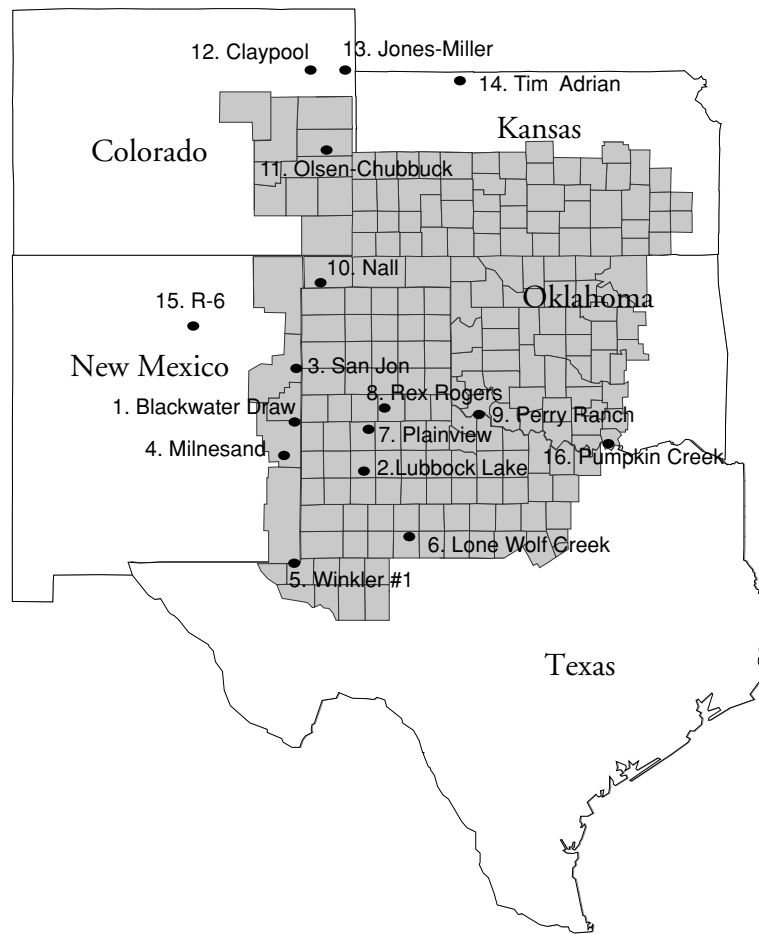 12. Claypool
13. Jones-Miller
14. Tim Adrian
Kansas
Colorado
11. Olsen-Chubbuck
10. Nall
Oklahoma
15. R-6
New Mexico
3. San Jon
8. Rex Rogers
1. Blackwater Draw
9. Perry Ranch
7. Plainview
4. Milnesand
16. Pumpkin Creek
2.Lubbock Lake
6. Lone Wolf Creek
5. Winkler #1
Texas